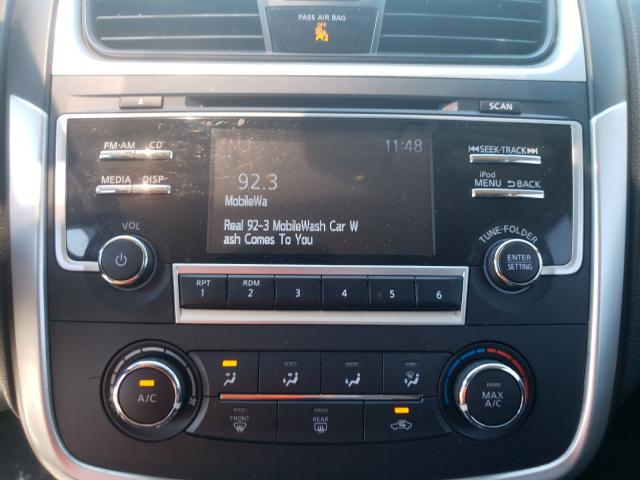 PASS AIR BAG
OFF
SCAN
FM·AM CD
MEDIA DISP
VOL
FM1 11:48
92.3
MobileWa
Real 92-3 MobileWash Car W
ash Comes To You
SEEK·TRACK
iPod
MENU BACK
TUNE·FOLDER
ENTER
SETTING
RPT
1
RDM
2
3
4
5
6
A/C
FRONT
REAR
MAX
A/C